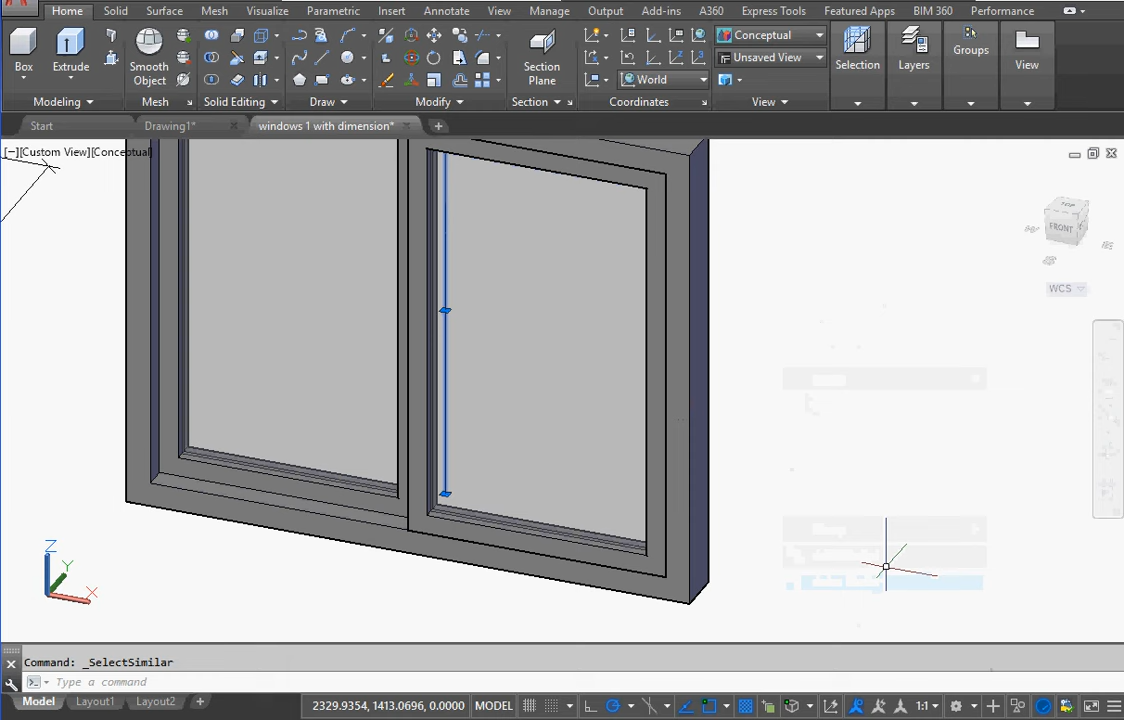 Home Solid Surface Mesh Visualize Parametric Insert Annotate View Manage Output Add-ins A360 Express Tools Featured Apps BIM 360 Performance
Box Extrude Smooth Object Section Plane Conceptual Unsaved View World Selection Layers Groups View
Modeling Mesh Solid Editing Draw Modify Section Coordinates View
Start Drawing1* windows 1 with dimension*
[−][Custom View][Conceptual]
TOP
FRONT
WCS
Z
Y
X
Command: _SelectSimilar
Type a command
Model Layout1 Layout2 2329.9354, 1413.0696, 0.0000 MODEL 1:1